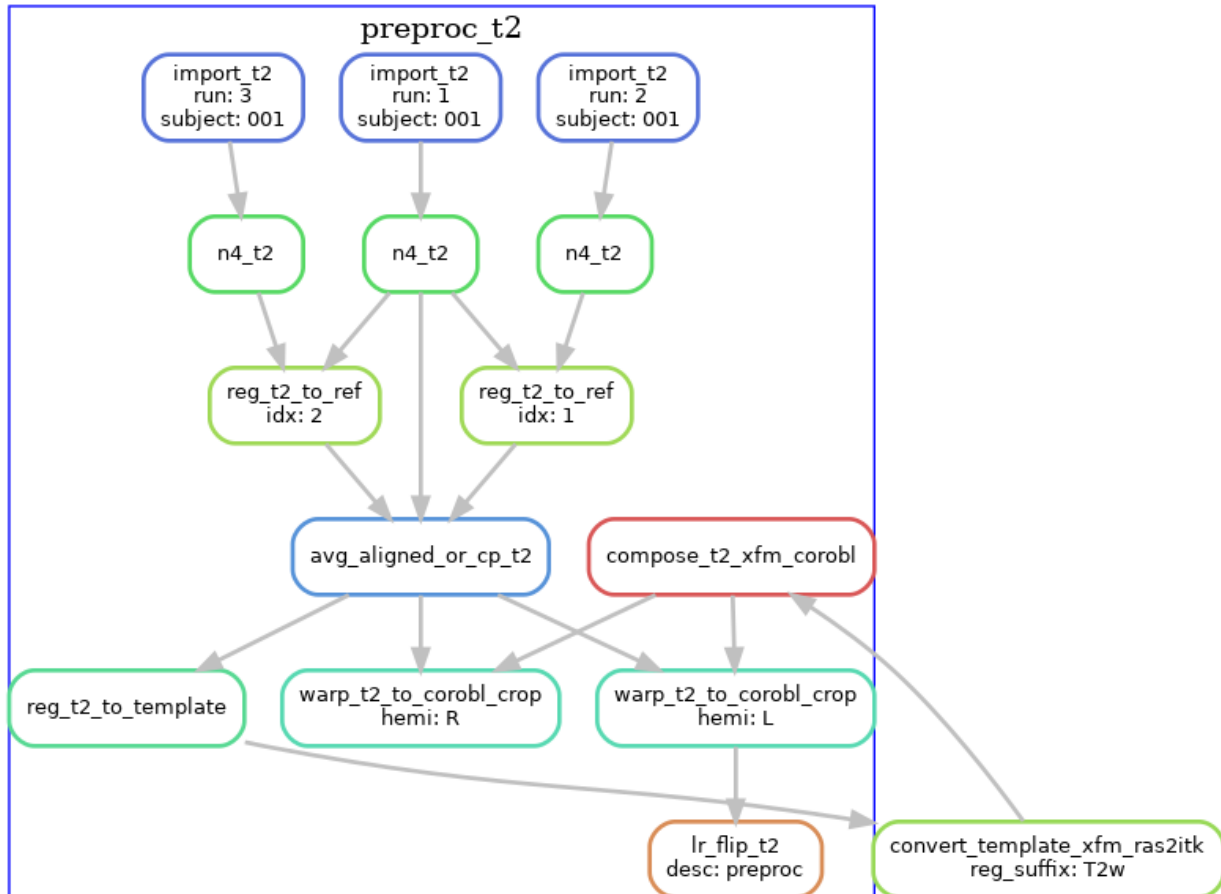 preproc_t2
import_t2
run: 3
subject: 001
import_t2
run: 1
subject: 001
import_t2
run: 2
subject: 001
n4_t2
n4_t2
n4_t2
reg_t2_to_ref
idx: 2
reg_t2_to_ref
idx: 1
avg_aligned_or_cp_t2
compose_t2_xfm_corobl
reg_t2_to_template
warp_t2_to_corobl_crop
hemi: R
warp_t2_to_corobl_crop
hemi: L
lr_flip_t2
desc: preproc
convert_template_xfm_ras2itk
reg_suffix: T2w